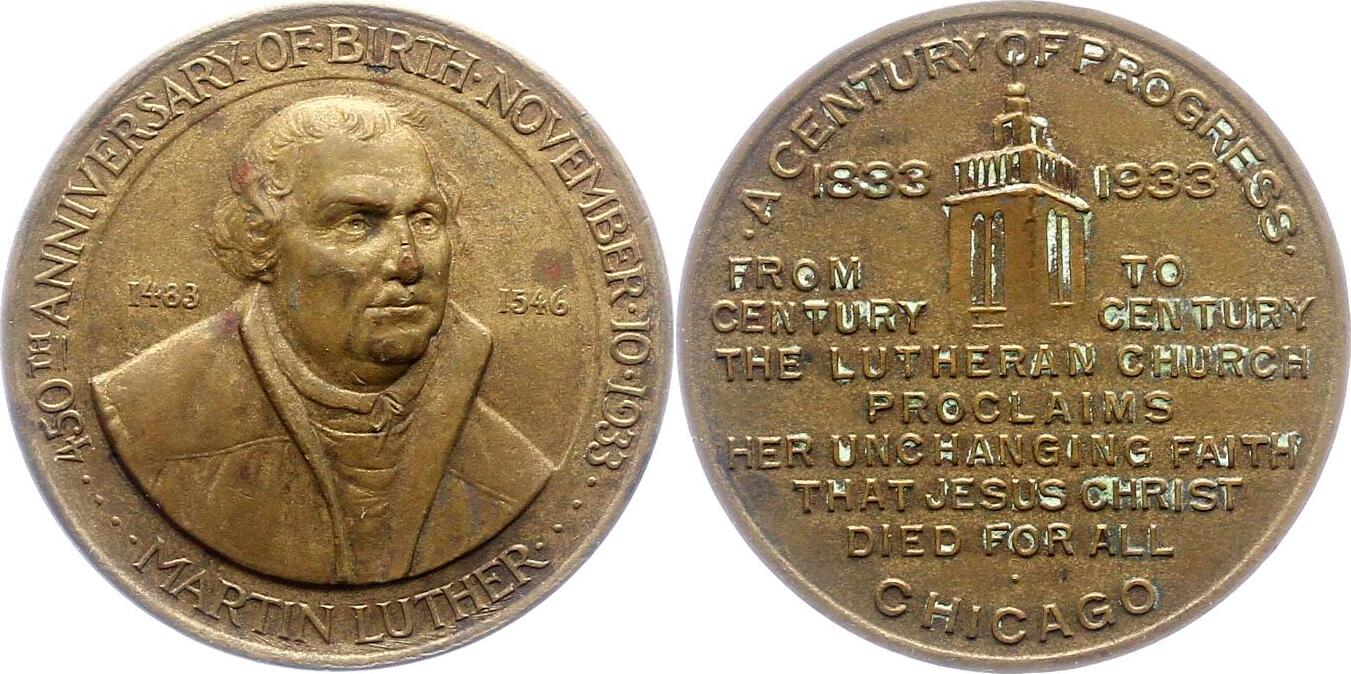 450TH ANNIVERSARY·OF·BIRTH·NOVEMBER·10·1933·
1483 1546
·MARTIN LUTHER·
·A CENTURY OF PROGRESS·
1833 1933
FROM TO
CENTURY CENTURY
THE LUTHERAN CHURCH
PROCLAIMS
HER UNCHANGING FAITH
THAT JESUS CHRIST
DIED FOR ALL
CHICAGO